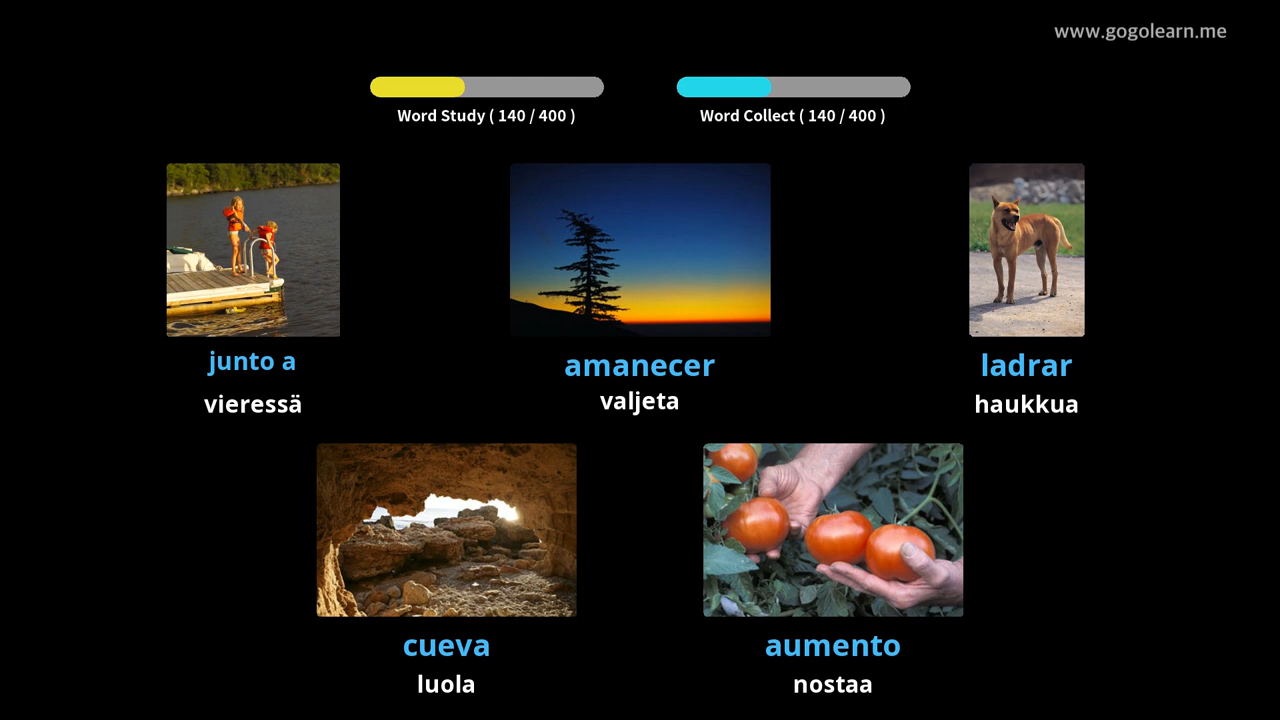 www.gogolearn.me
Word Study ( 140 / 400 )
Word Collect ( 140 / 400 )
junto a
vieressä
amanecer
valjeta
ladrar
haukkua
cueva
luola
aumento
nostaa